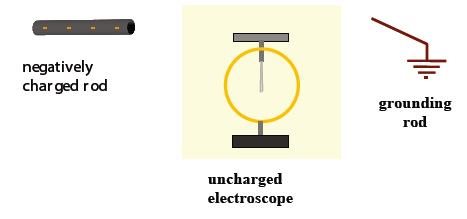 negatively
charged rod
uncharged
electroscope
grounding
rod